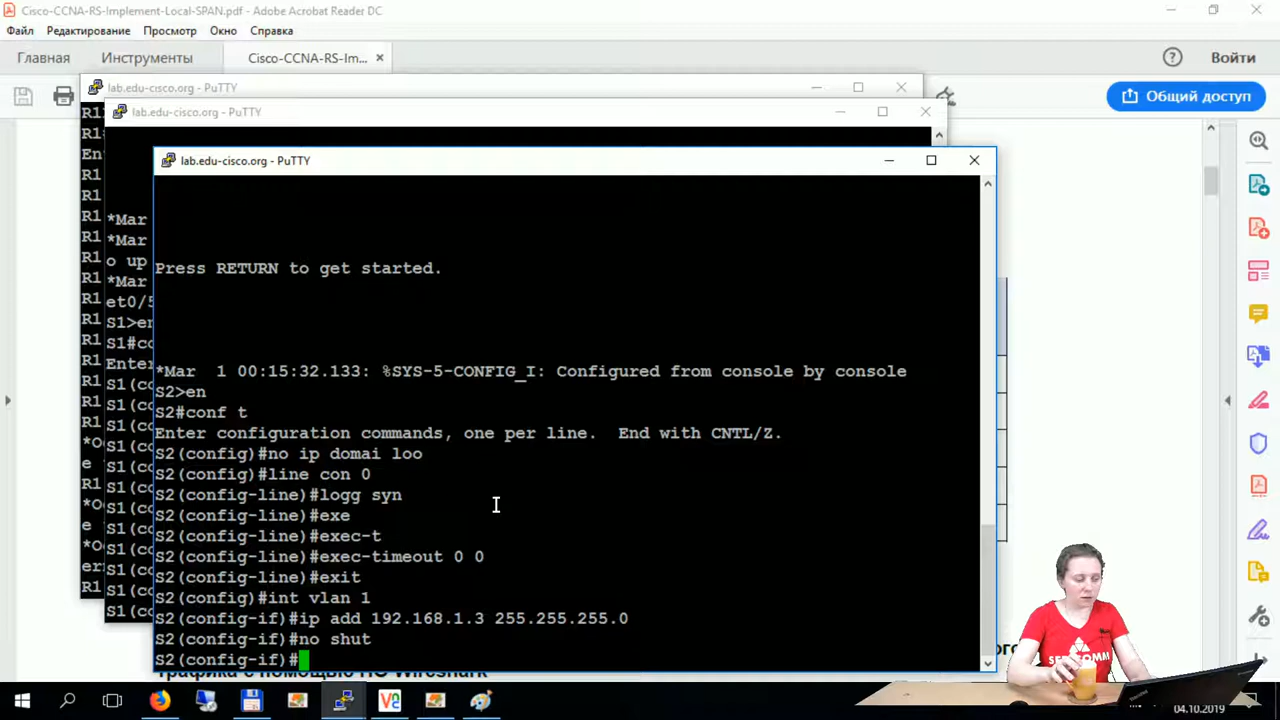 Cisco-CCNA-RS-Implement-Local-SPAN.pdf - Adobe Acrobat Reader DC
Файл Редактирование Просмотр Окно Справка
Главная Инструменты Cisco-CCNA-RS-Im... Войти
Общий доступ
lab.edu-cisco.org - PuTTY
lab.edu-cisco.org - PuTTY
lab.edu-cisco.org - PuTTY
Press RETURN to get started.
*Mar  1 00:15:32.133: %SYS-5-CONFIG_I: Configured from console by console
S2>en
S2#conf t
Enter configuration commands, one per line.  End with CNTL/Z.
S2(config)#no ip domai loo
S2(config)#line con 0
S2(config-line)#logg syn
S2(config-line)#exe
S2(config-line)#exec-t
S2(config-line)#exec-timeout 0 0
S2(config-line)#exit
S2(config)#int vlan 1
S2(config-if)#ip add 192.168.1.3 255.255.255.0
S2(config-if)#no shut
S2(config-if)#
04.10.2019